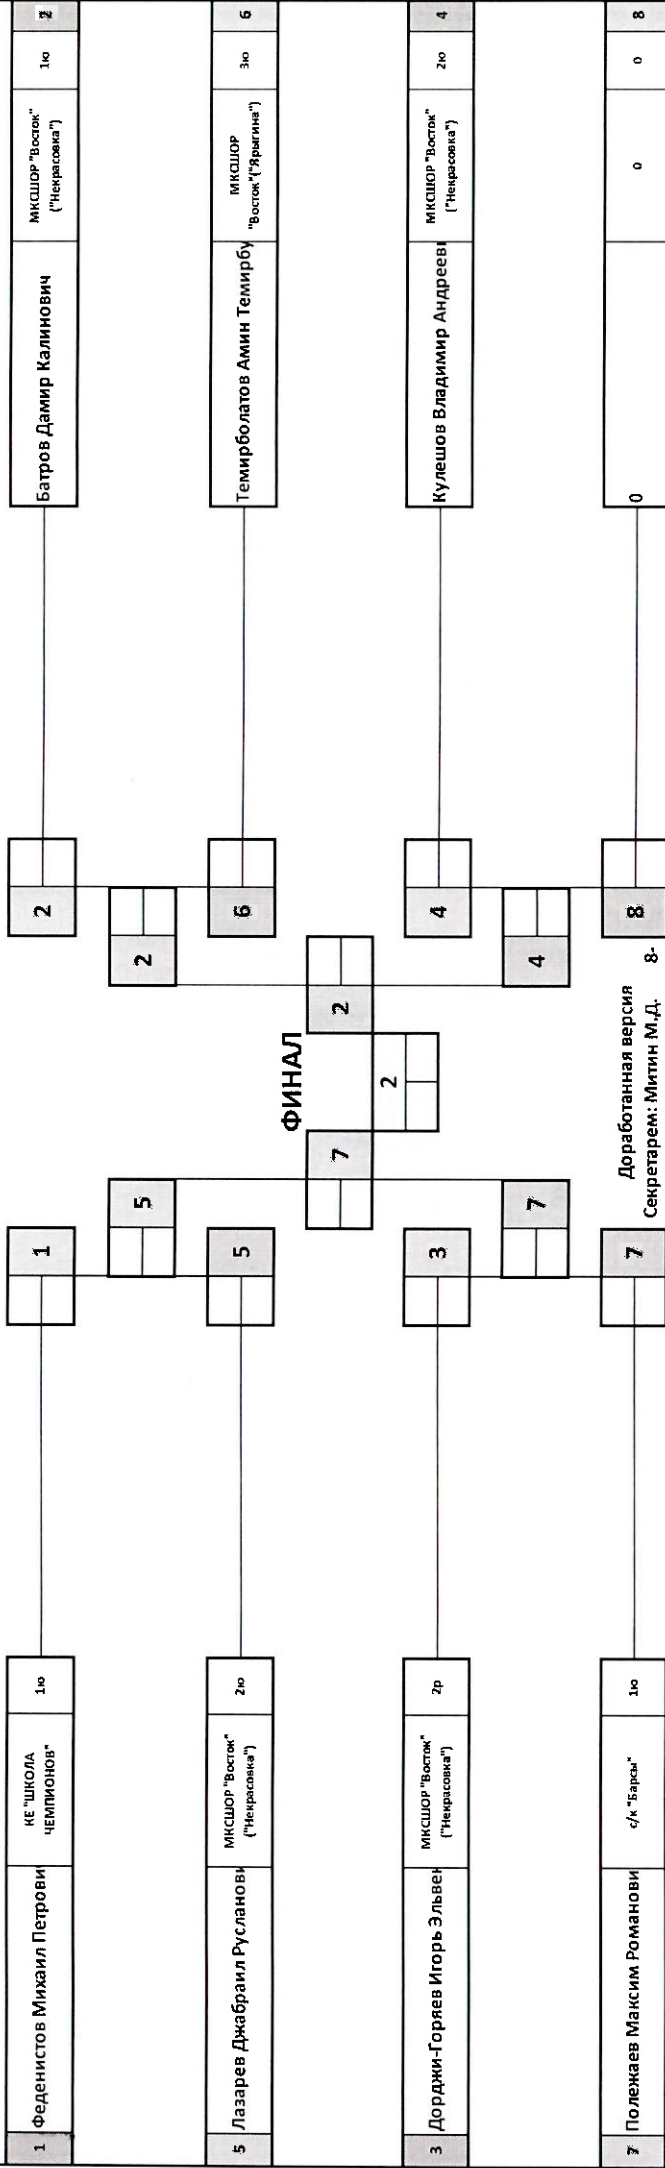 1 Феденистов Михаил Петрови КЕ "ШКОЛА ЧЕМПИОНОВ" 1ю
5 Лазарев Джабраил Русланови МКСШОР "Восток" ("Некрасовка") 2ю
3 Дорджи-Горяев Игорь Эльвен МКСШОР "Восток" ("Некрасовка") 2р
7 Полежаев Максим Романови с/к "Барсы" 1ю
1
5
5
3
7
7
ФИНАЛ
7
2
2
2
2
6
4
4
8
Доработанная версия
Секретарем: Митин М.Д. 8-
Батров Дамир Калинович МКСШОР "Восток" ("Некрасовка") 1ю 2
Темирболатов Амин Темирбу МКСШОР "Восток"("Ярыгина") 3ю 6
Кулешов Владимир Андрееви МКСШОР "Восток" ("Некрасовка") 2ю 4
0 0 0 8